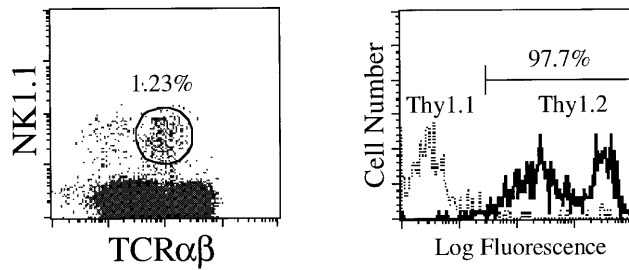 NK1.1
1.23%
TCRαβ
Cell Number
97.7%
Thy1.1
Thy1.2
Log Fluorescence